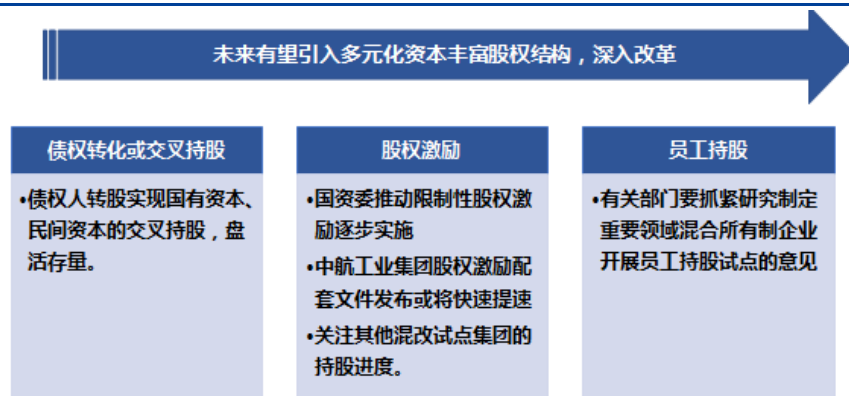 未来有望引入多元化资本丰富股权结构，深入改革
债权转化或交叉持股
•债权人转股实现国有资本、
民间资本的交叉持股，盘
活存量。
股权激励
•国资委推动限制性股权激
励逐步实施
•中航工业集团股权激励配
套文件发布或将快速提速
•关注其他混改试点集团的
持股进度。
员工持股
•有关部门要抓紧研究制定
重要领域混合所有制企业
开展员工持股试点的意见